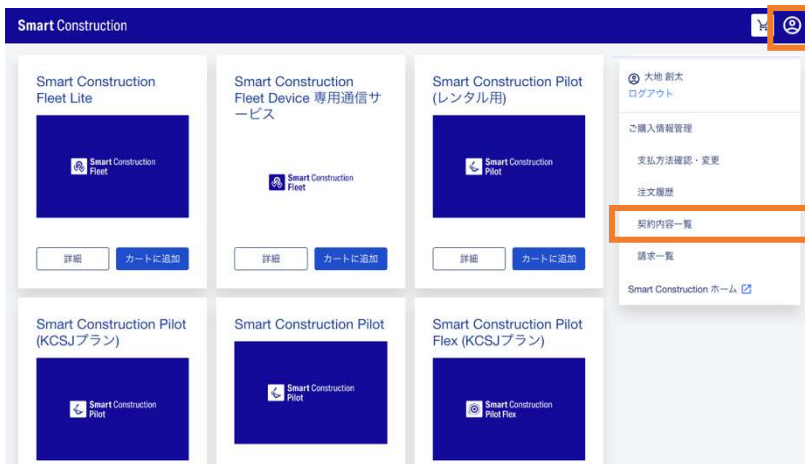 Smart Construction
Smart Construction
Fleet Lite
Smart Construction
Fleet
詳細
カートに追加
Smart Construction
Fleet Device 専用通信サ
ービス
Smart Construction
Fleet
詳細
カートに追加
Smart Construction Pilot
(レンタル用)
Smart Construction
Pilot
詳細
カートに追加
大地 創太
ログアウト
ご購入情報管理
支払方法確認・変更
注文履歴
契約内容一覧
請求一覧
Smart Construction ホーム
Smart Construction Pilot
(KCSJプラン)
Smart Construction
Pilot
Smart Construction Pilot
Smart Construction
Pilot
Smart Construction Pilot
Flex (KCSJプラン)
Smart Construction
Pilot Flex